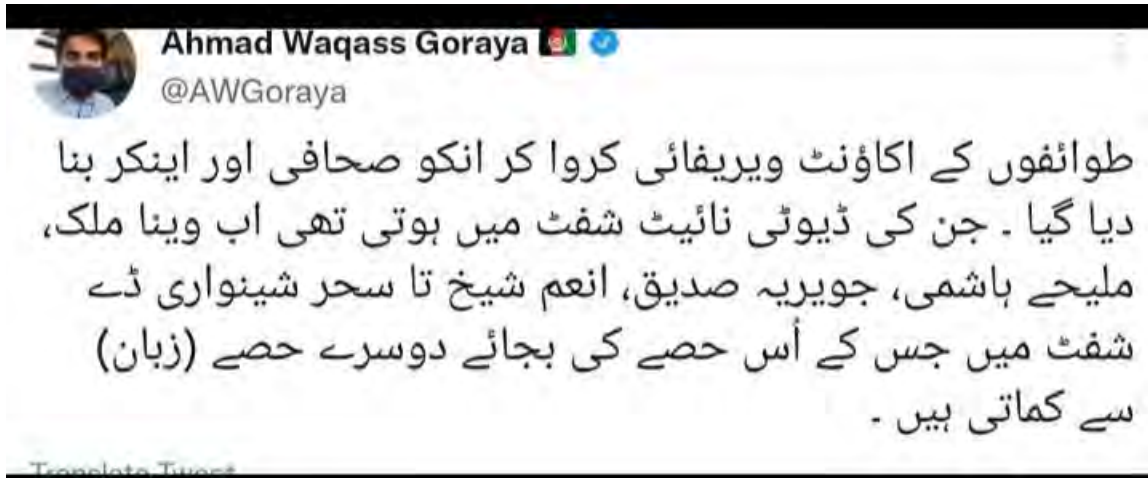 Ahmad Waqass Goraya 🇦🇫
@AWGoraya
طوائفوں کے اکاؤنٹ ویریفائی کروا کر انکو صحافی اور اینکر بنا
دیا گیا ۔ جن کی ڈیوٹی نائیٹ شفٹ میں ہوتی تھی اب وینا ملک،
ملیحے ہاشمی، جویریہ صدیق، انعم شیخ تا سحر شینواری ڈے
شفٹ میں جس کے اُس حصے کی بجائے دوسرے حصے (زبان)
سے کماتی ہیں ۔
Translate Tweet